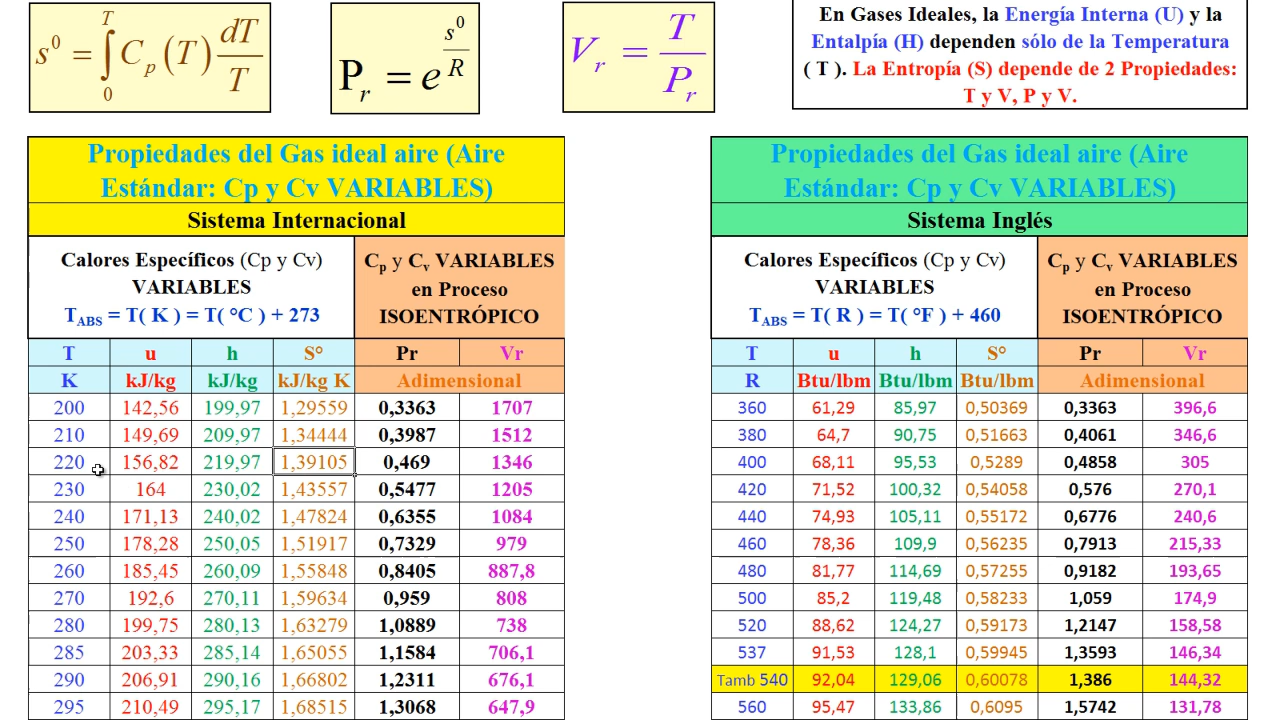 s⁰ = ∫₀ᵀ Cp(T) dT/T
Pr = e^(s⁰/R)
Vr = T/Pr
En Gases Ideales, la Energía Interna (U) y la
Entalpía (H) dependen sólo de la Temperatura
( T ). La Entropía (S) depende de 2 Propiedades:
T y V, P y V.
Propiedades del Gas ideal aire (Aire
Estándar: Cp y Cv VARIABLES)
Sistema Internacional
Calores Específicos (Cp y Cv)
VARIABLES
TABS = T( K ) = T( °C ) + 273
Cp y Cv VARIABLES
en Proceso
ISOENTRÓPICO
T u h S° Pr Vr
K kJ/kg kJ/kg kJ/kg K Adimensional
200 142,56 199,97 1,29559 0,3363 1707
210 149,69 209,97 1,34444 0,3987 1512
220 156,82 219,97 1,39105 0,469 1346
230 164 230,02 1,43557 0,5477 1205
240 171,13 240,02 1,47824 0,6355 1084
250 178,28 250,05 1,51917 0,7329 979
260 185,45 260,09 1,55848 0,8405 887,8
270 192,6 270,11 1,59634 0,959 808
280 199,75 280,13 1,63279 1,0889 738
285 203,33 285,14 1,65055 1,1584 706,1
290 206,91 290,16 1,66802 1,2311 676,1
295 210,49 295,17 1,68515 1,3068 647,9
Propiedades del Gas ideal aire (Aire
Estándar: Cp y Cv VARIABLES)
Sistema Inglés
Calores Específicos (Cp y Cv)
VARIABLES
TABS = T( R ) = T( °F ) + 460
Cp y Cv VARIABLES
en Proceso
ISOENTRÓPICO
T u h S° Pr Vr
R Btu/lbm Btu/lbm Btu/lbm Adimensional
360 61,29 85,97 0,50369 0,3363 396,6
380 64,7 90,75 0,51663 0,4061 346,6
400 68,11 95,53 0,5289 0,4858 305
420 71,52 100,32 0,54058 0,576 270,1
440 74,93 105,11 0,55172 0,6776 240,6
460 78,36 109,9 0,56235 0,7913 215,33
480 81,77 114,69 0,57255 0,9182 193,65
500 85,2 119,48 0,58233 1,059 174,9
520 88,62 124,27 0,59173 1,2147 158,58
537 91,53 128,1 0,59945 1,3593 146,34
Tamb 540 92,04 129,06 0,60078 1,386 144,32
560 95,47 133,86 0,6095 1,5742 131,78